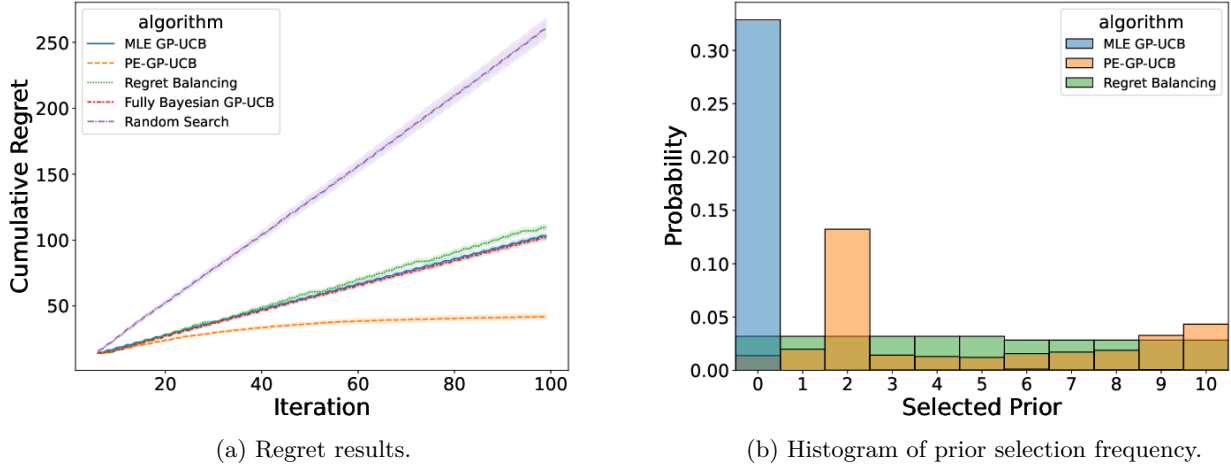 algorithm
MLE GP-UCB
PE-GP-UCB
Regret Balancing
Fully Bayesian GP-UCB
Random Search
Cumulative Regret
250
200
150
100
50
20 40 60 80 100
Iteration
(a) Regret results.
algorithm
MLE GP-UCB
PE-GP-UCB
Regret Balancing
Probability
0.30
0.25
0.20
0.15
0.10
0.05
0.00
0 1 2 3 4 5 6 7 8 9 10
Selected Prior
(b) Histogram of prior selection frequency.